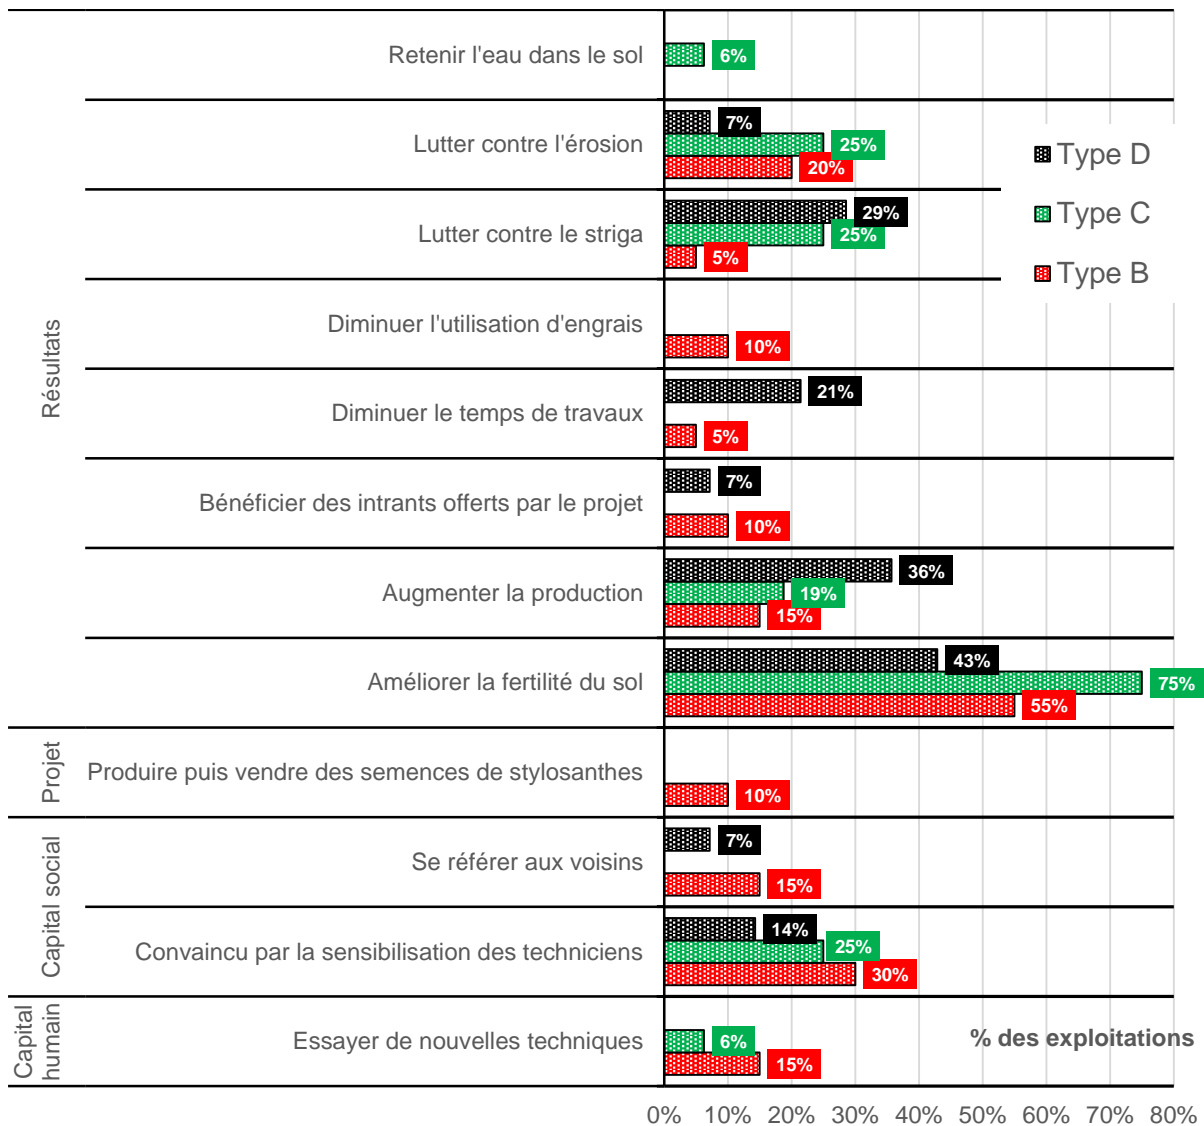 Résultats
Retenir l'eau dans le sol
6%
Lutter contre l'érosion
7%
25%
20%
Lutter contre le striga
29%
25%
5%
Diminuer l'utilisation d'engrais
10%
Diminuer le temps de travaux
21%
5%
Bénéficier des intrants offerts par le projet
7%
10%
Augmenter la production
36%
19%
15%
Améliorer la fertilité du sol
43%
75%
55%
Projet
Produire puis vendre des semences de stylosanthes
10%
Capital social
Se référer aux voisins
7%
15%
Convaincu par la sensibilisation des techniciens
14%
25%
30%
Capital
humain
Essayer de nouvelles techniques
6%
15%
Type D
Type C
Type B
% des exploitations
0% 10% 20% 30% 40% 50% 60% 70% 80%